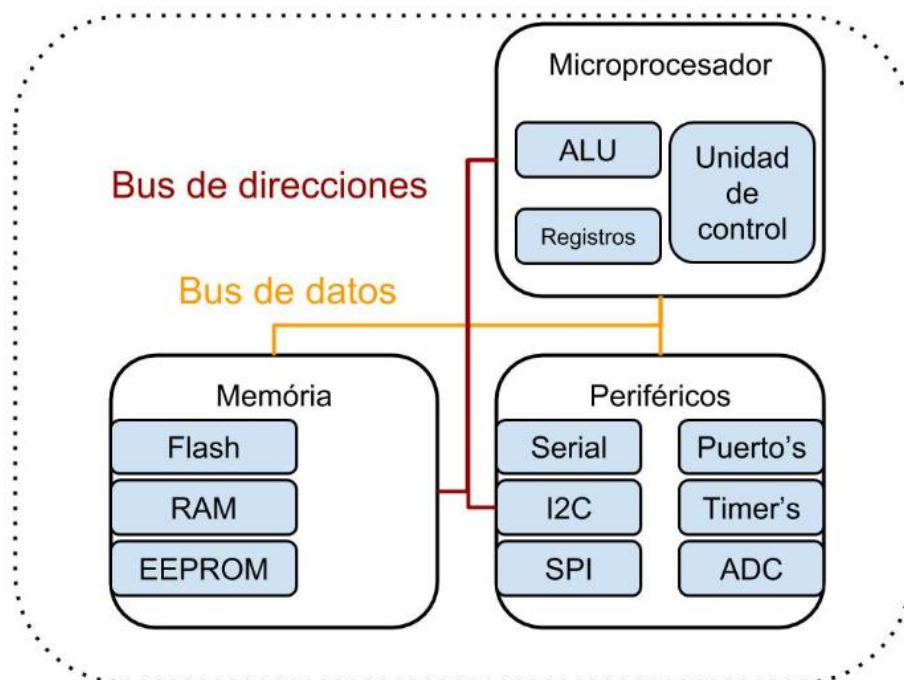 Microprocesador
ALU
Unidad
de
control
Registros
Bus de direcciones
Bus de datos
Memória
Flash
RAM
EEPROM
Periféricos
Serial
Puerto's
I2C
Timer's
SPI
ADC